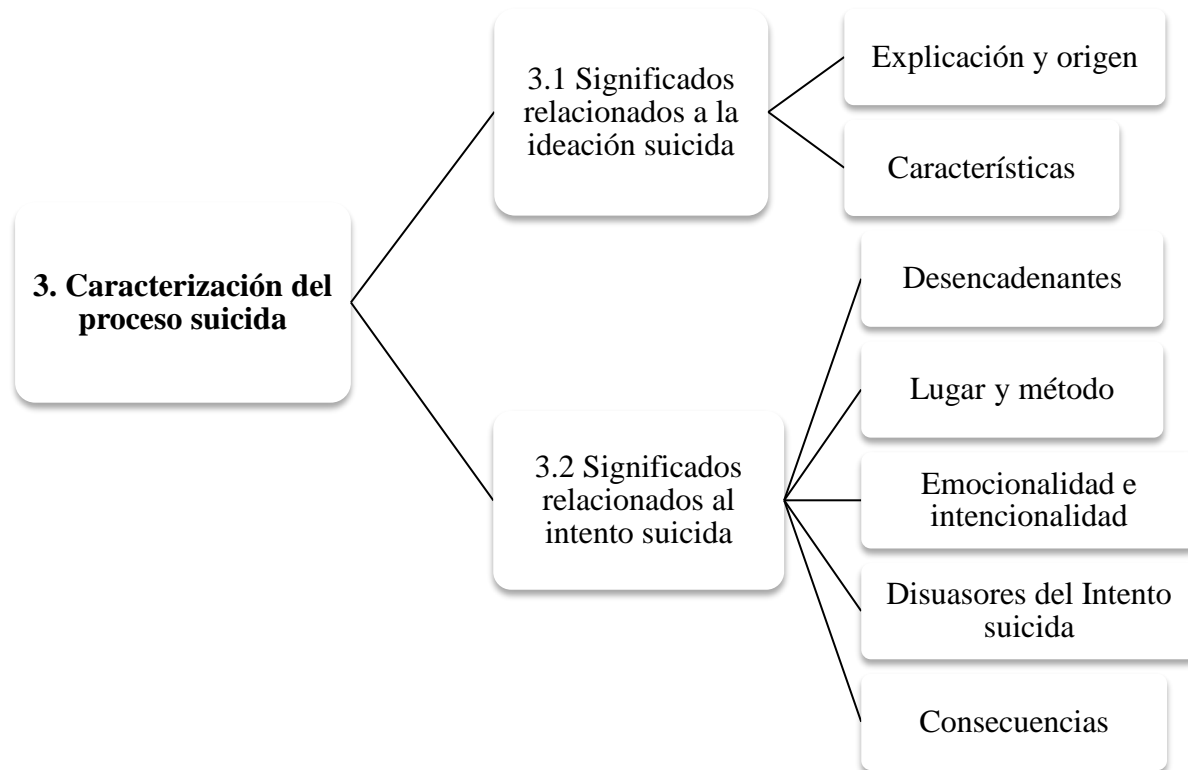 3. Caracterización del
proceso suicida
3.1 Significados
relacionados a la
ideación suicida
Explicación y origen
Características
3.2 Significados
relacionados al
intento suicida
Desencadenantes
Lugar y método
Emocionalidad e
intencionalidad
Disuasores del Intento
suicida
Consecuencias